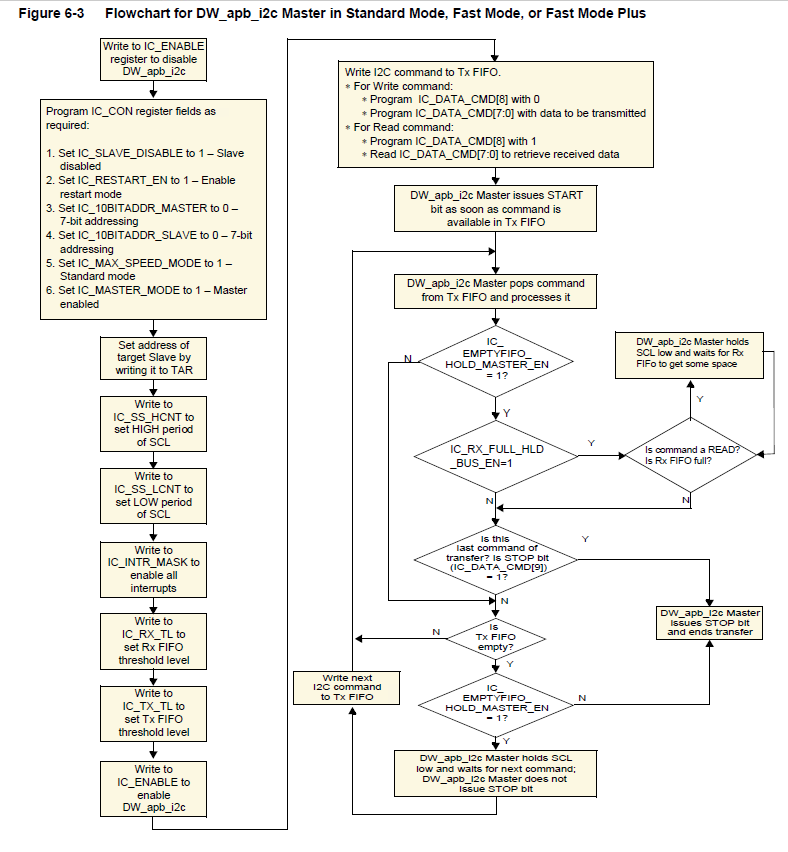 Figure 6-3 Flowchart for DW_apb_i2c Master in Standard Mode, Fast Mode, or Fast Mode Plus
Write to IC_ENABLE
register to disable
DW_apb_i2c
Program IC_CON register fields as
required:
1. Set IC_SLAVE_DISABLE to 1 – Slave
disabled
2. Set IC_RESTART_EN to 1 – Enable
restart mode
3. Set IC_10BITADDR_MASTER to 0 –
7-bit addressing
4. Set IC_10BITADDR_SLAVE to 0 – 7-bit
addressing
5. Set IC_MAX_SPEED_MODE to 1 –
Standard mode
6. Set IC_MASTER_MODE to 1 – Master
enabled
Set address of
target Slave by
writing it to TAR
Write to
IC_SS_HCNT to
set HIGH period
of SCL
Write to
IC_SS_LCNT to
set LOW period
of SCL
Write to
IC_INTR_MASK to
enable all
interrupts
Write to
IC_RX_TL to
set Rx FIFO
threshold level
Write to
IC_TX_TL to
set Tx FIFO
threshold level
Write to
IC_ENABLE to
enable
DW_apb_i2c
Write I2C command to Tx FIFO.
* For Write command:
* Program IC_DATA_CMD[8] with 0
* Program IC_DATA_CMD[7:0] with data to be transmitted
* For Read command:
* Program IC_DATA_CMD[8] with 1
* Read IC_DATA_CMD[7:0] to retrieve received data
DW_apb_i2c Master issues START
bit as soon as command is
available in Tx FIFO
DW_apb_i2c Master pops command
from Tx FIFO and processes it
IC_
EMPTYFIFO_
HOLD_MASTER_EN
= 1?
N
Y
IC_RX_FULL_HLD
_BUS_EN=1
Y
N
DW_apb_i2c Master holds
SCL low and waits for Rx
FIFo to get some space
Y
Is command a READ?
Is Rx FIFO full?
N
Is this
last command of
transfer? Is STOP bit
(IC_DATA_CMD[9])
= 1?
Y
N
DW_apb_i2c Master
issues STOP bit
and ends transfer
Is
Tx FIFO
empty?
N
Y
Write next
I2C command
to Tx FIFO
IC_
EMPTYFIFO_
HOLD_MASTER_EN
= 1?
N
Y
DW_apb_i2c Master holds SCL
low and waits for next command;
DW_apb_i2c Master does not
issue STOP bit